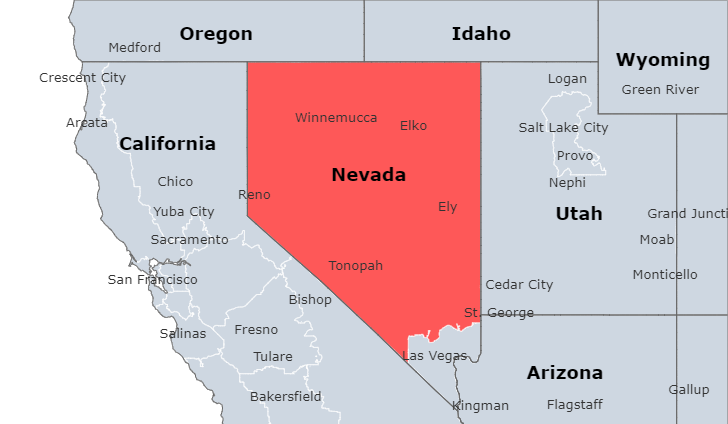 Oregon
Idaho
Medford
Wyoming
Crescent City
Logan
Green River
Winnemucca
Arcata
Elko
Salt Lake City
California
Provo
Nevada
Chico
Nephi
Reno
Ely
Yuba City
Utah
Grand Juncti
Sacramento
Moab
Tonopah
Monticello
San Francisco
Cedar City
Bishop
St. George
Fresno
Salinas
Tulare
Las Vegas
Arizona
Gallup
Bakersfield
Kingman
Flagstaff